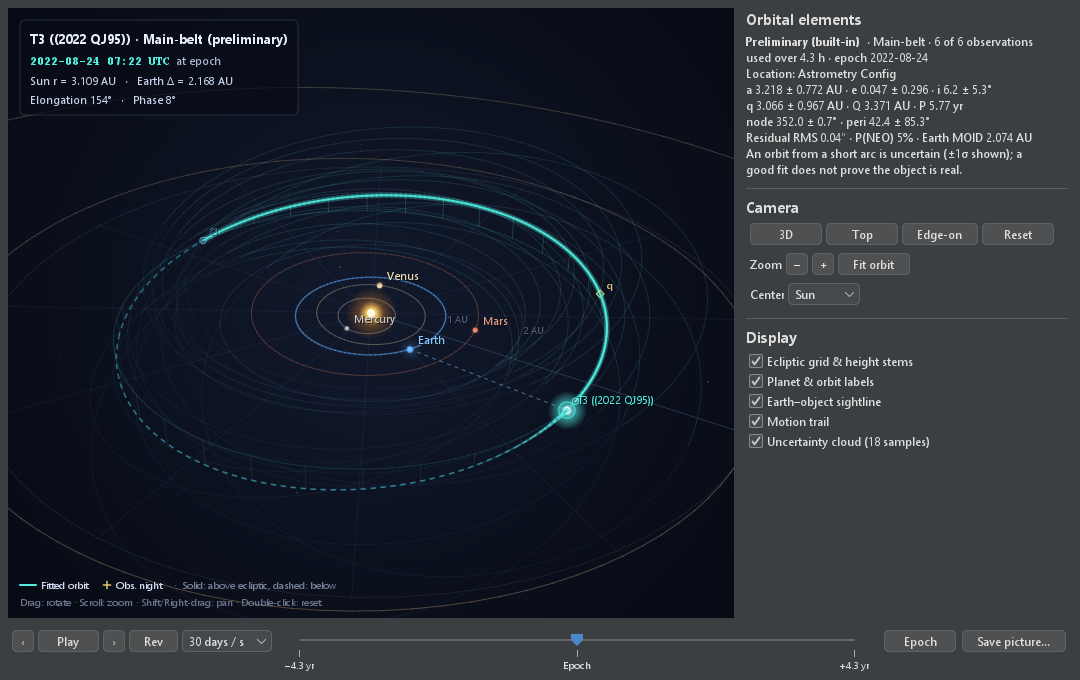 T3 ((2022 QJ95)) · Main-belt (preliminary)
2022-08-24 07:22 UTC at epoch
Sun r = 3.109 AU · Earth Δ = 2.168 AU
Elongation 154° · Phase 8°
Venus
Mercury
1 AU
Mars
2 AU
Earth
q
T3 ((2022 QJ95))
Fitted orbit
Obs. night · Solid: above ecliptic, dashed: below
Drag: rotate · Scroll: zoom · Shift/Right-drag: pan · Double-click: reset
Orbital elements
Preliminary (built-in) · Main-belt · 6 of 6 observations
used over 4.3 h · epoch 2022-08-24
Location: Astrometry Config
a 3.218 ± 0.772 AU · e 0.047 ± 0.296 · i 6.2 ± 5.3°
q 3.066 ± 0.967 AU · Q 3.371 AU · P 5.77 yr
node 352.0 ± 0.7° · peri 42.4 ± 85.3°
Residual RMS 0.04" · P(NEO) 5% · Earth MOID 2.074 AU
An orbit from a short arc is uncertain (±1σ shown); a
good fit does not prove the object is real.
Camera
3D
Top
Edge-on
Reset
Zoom
−
+
Fit orbit
Center
Sun
Display
Ecliptic grid & height stems
Planet & orbit labels
Earth–object sightline
Motion trail
Uncertainty cloud (18 samples)
‹
Play
›
Rev
30 days / s
−4.3 yr
Epoch
+4.3 yr
Epoch
Save picture...